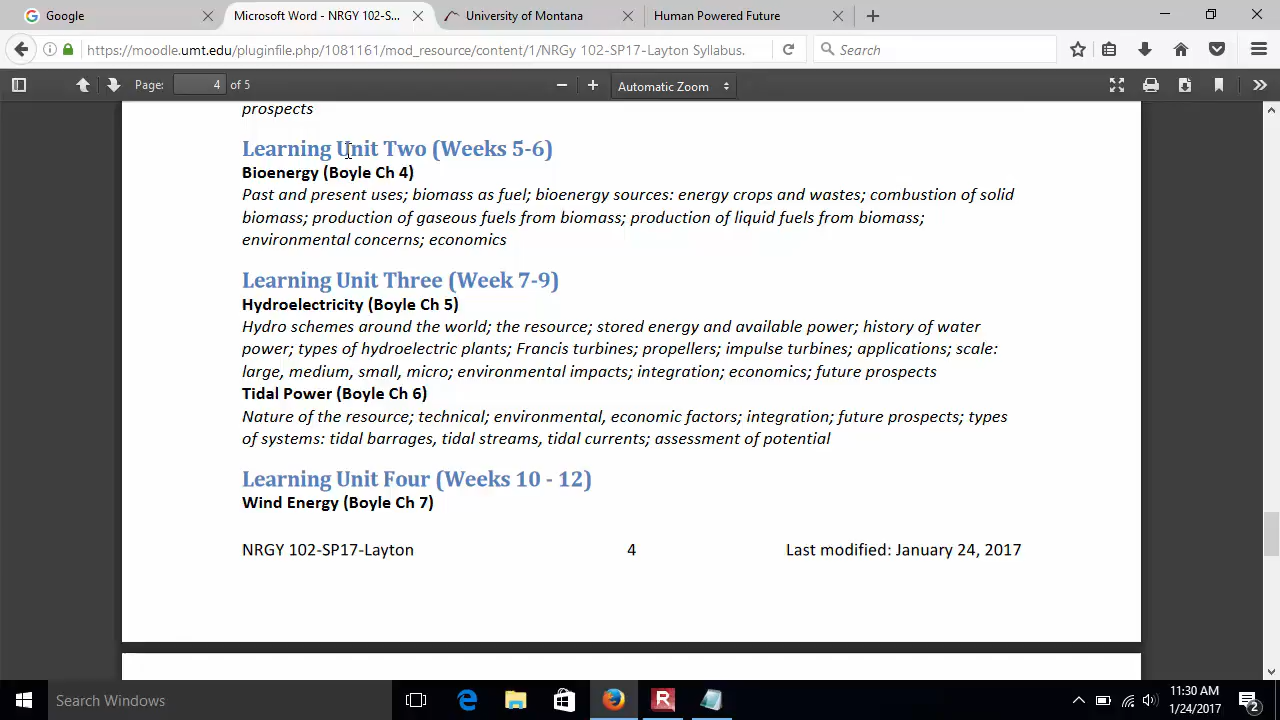 Google
Microsoft Word - NRGY 102-S...
University of Montana
Human Powered Future
https://moodle.umt.edu/pluginfile.php/1081161/mod_resource/content/1/NRGy 102-SP17-Layton Syllabus.
Search
Page: 4 of 5
Automatic Zoom
prospects
Learning Unit Two (Weeks 5-6)
Bioenergy (Boyle Ch 4)
Past and present uses; biomass as fuel; bioenergy sources: energy crops and wastes; combustion of solid
biomass; production of gaseous fuels from biomass; production of liquid fuels from biomass;
environmental concerns; economics
Learning Unit Three (Week 7-9)
Hydroelectricity (Boyle Ch 5)
Hydro schemes around the world; the resource; stored energy and available power; history of water
power; types of hydroelectric plants; Francis turbines; propellers; impulse turbines; applications; scale:
large, medium, small, micro; environmental impacts; integration; economics; future prospects
Tidal Power (Boyle Ch 6)
Nature of the resource; technical; environmental, economic factors; integration; future prospects; types
of systems: tidal barrages, tidal streams, tidal currents; assessment of potential
Learning Unit Four (Weeks 10 - 12)
Wind Energy (Boyle Ch 7)
NRGY 102-SP17-Layton 4 Last modified: January 24, 2017
Search Windows
11:30 AM
1/24/2017
2